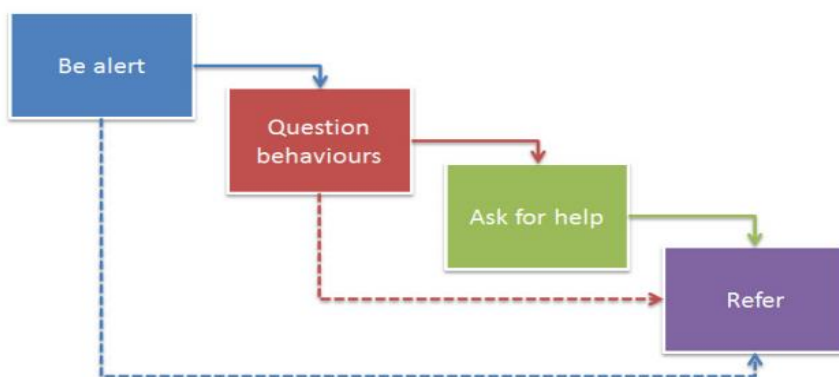 Be alert
Question
behaviours
Ask for help
Refer